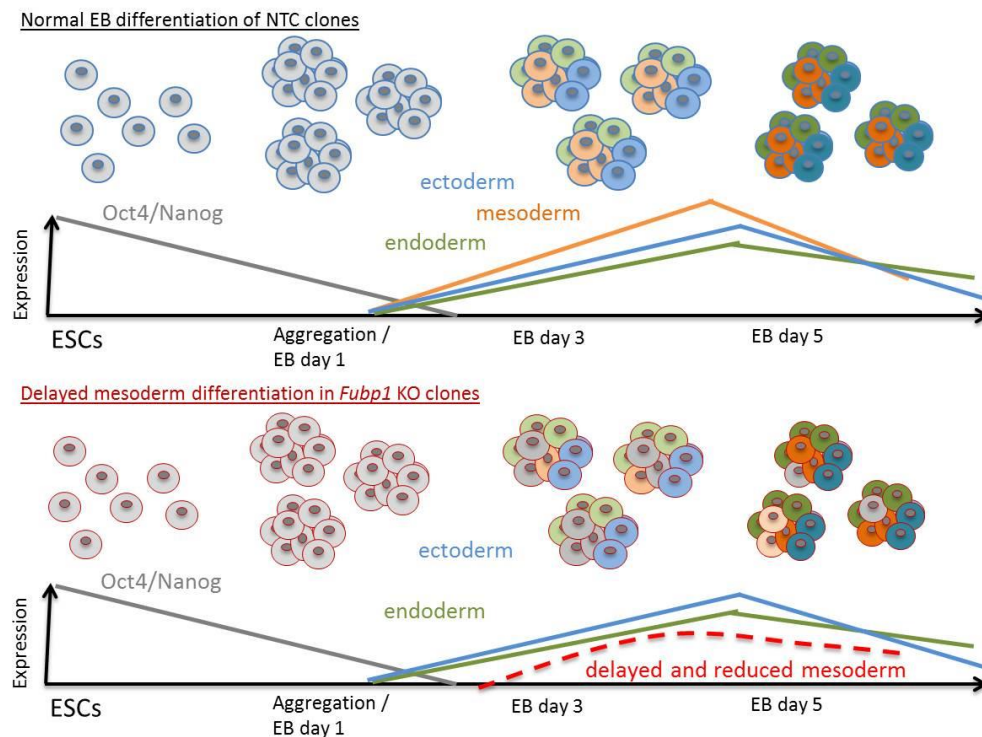 Normal EB differentiation of NTC clones
ectoderm
Oct4/Nanog
mesoderm
endoderm
Expression
ESCs
Aggregation /
EB day 1
EB day 3
EB day 5
Delayed mesoderm differentiation in Fubp1 KO clones
ectoderm
Oct4/Nanog
endoderm
Expression
delayed and reduced mesoderm
ESCs
Aggregation /
EB day 1
EB day 3
EB day 5